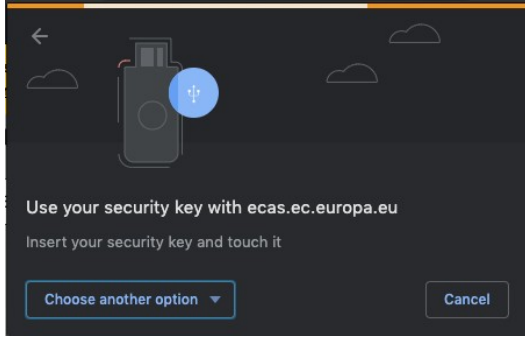 Use your security key with ecas.ec.europa.eu
Insert your security key and touch it
Choose another option
Cancel